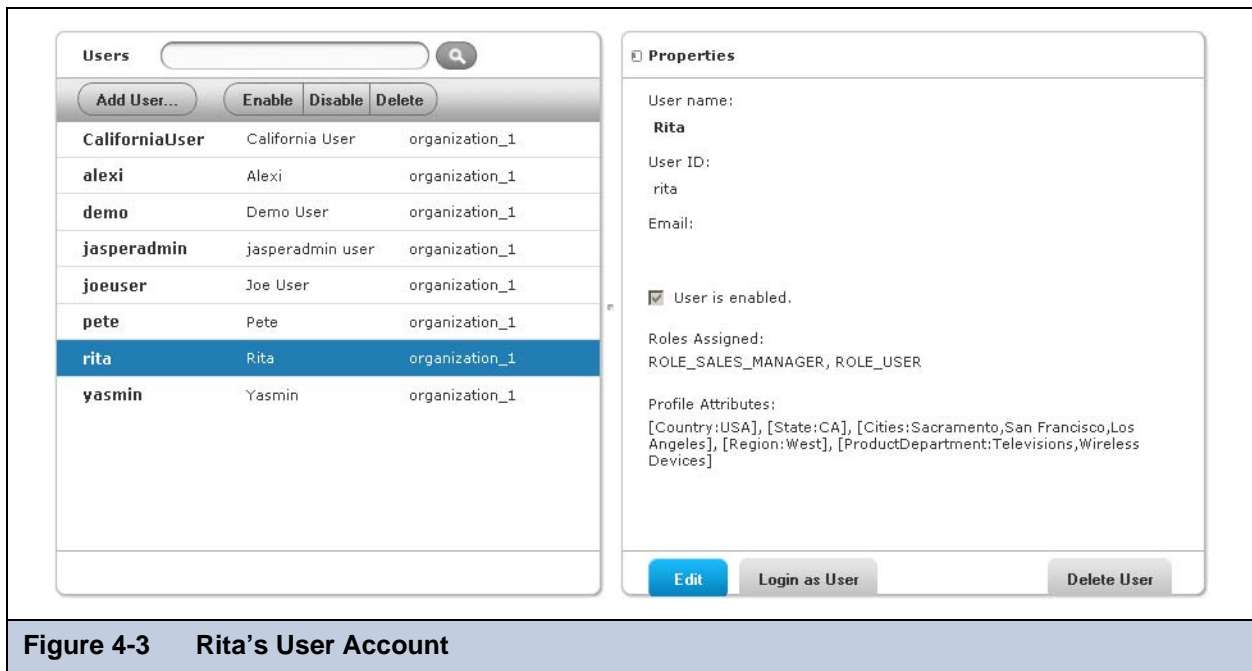 Users
Add User...
Enable Disable Delete
CaliforniaUser California User organization_1
alexi Alexi organization_1
demo Demo User organization_1
jasperadmin jasperadmin user organization_1
joeuser Joe User organization_1
pete Pete organization_1
rita Rita organization_1
yasmin Yasmin organization_1
Properties
User name:
Rita
User ID:
rita
Email:
User is enabled.
Roles Assigned:
ROLE_SALES_MANAGER, ROLE_USER
Profile Attributes:
[Country:USA], [State:CA], [Cities:Sacramento,San Francisco,Los
Angeles], [Region:West], [ProductDepartment:Televisions,Wireless
Devices]
Edit Login as User Delete User
Figure 4-3 Rita’s User Account